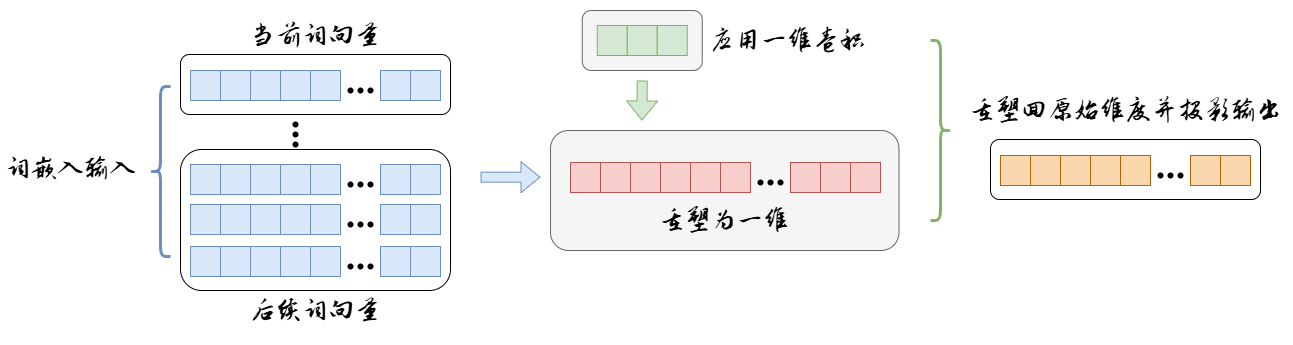 词嵌入输入
当前词向量
后续词向量
应用一维卷积
重塑为一维
重塑回原始维度并投影输出